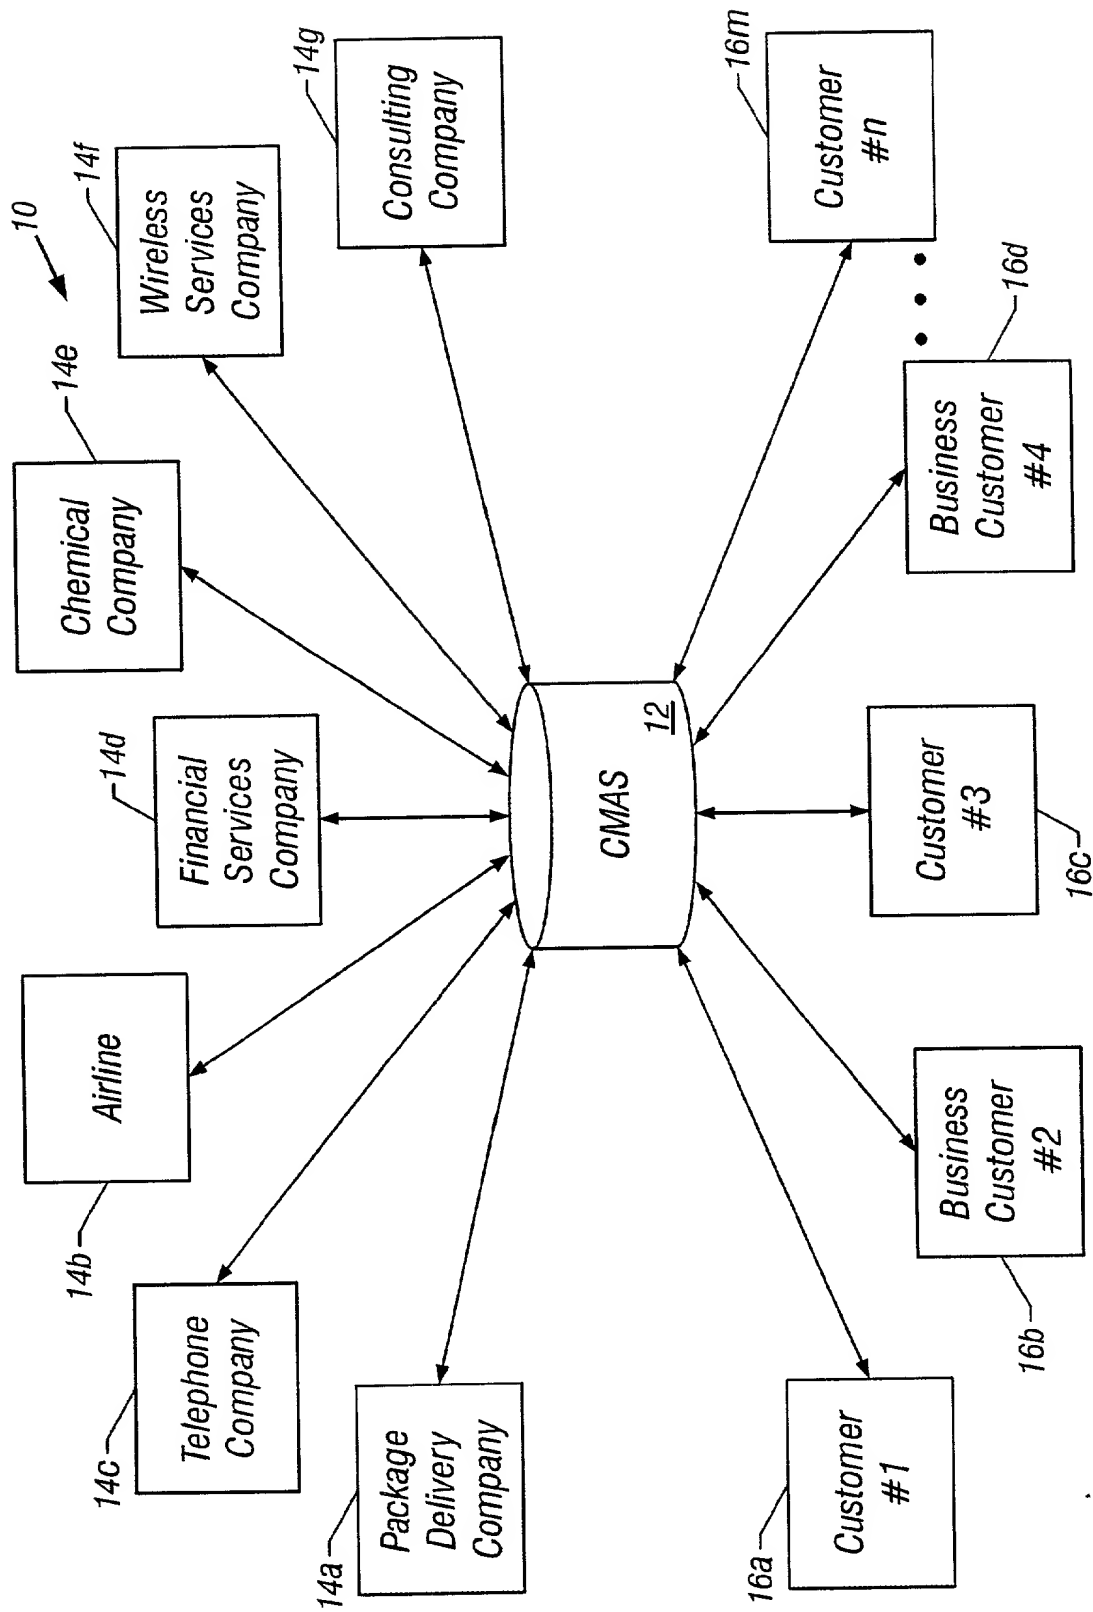 10
14a
Package
Delivery
Company
14c
Telephone
Company
14b
Airline
14d
Financial
Services
Company
14e
Chemical
Company
14f
Wireless
Services
Company
14g
Consulting
Company
CMAS
12
16a
Customer
#1
16b
Business
Customer
#2
Customer
#3
16c
Business
Customer
#4
16d
• • •
Customer
#n
16m